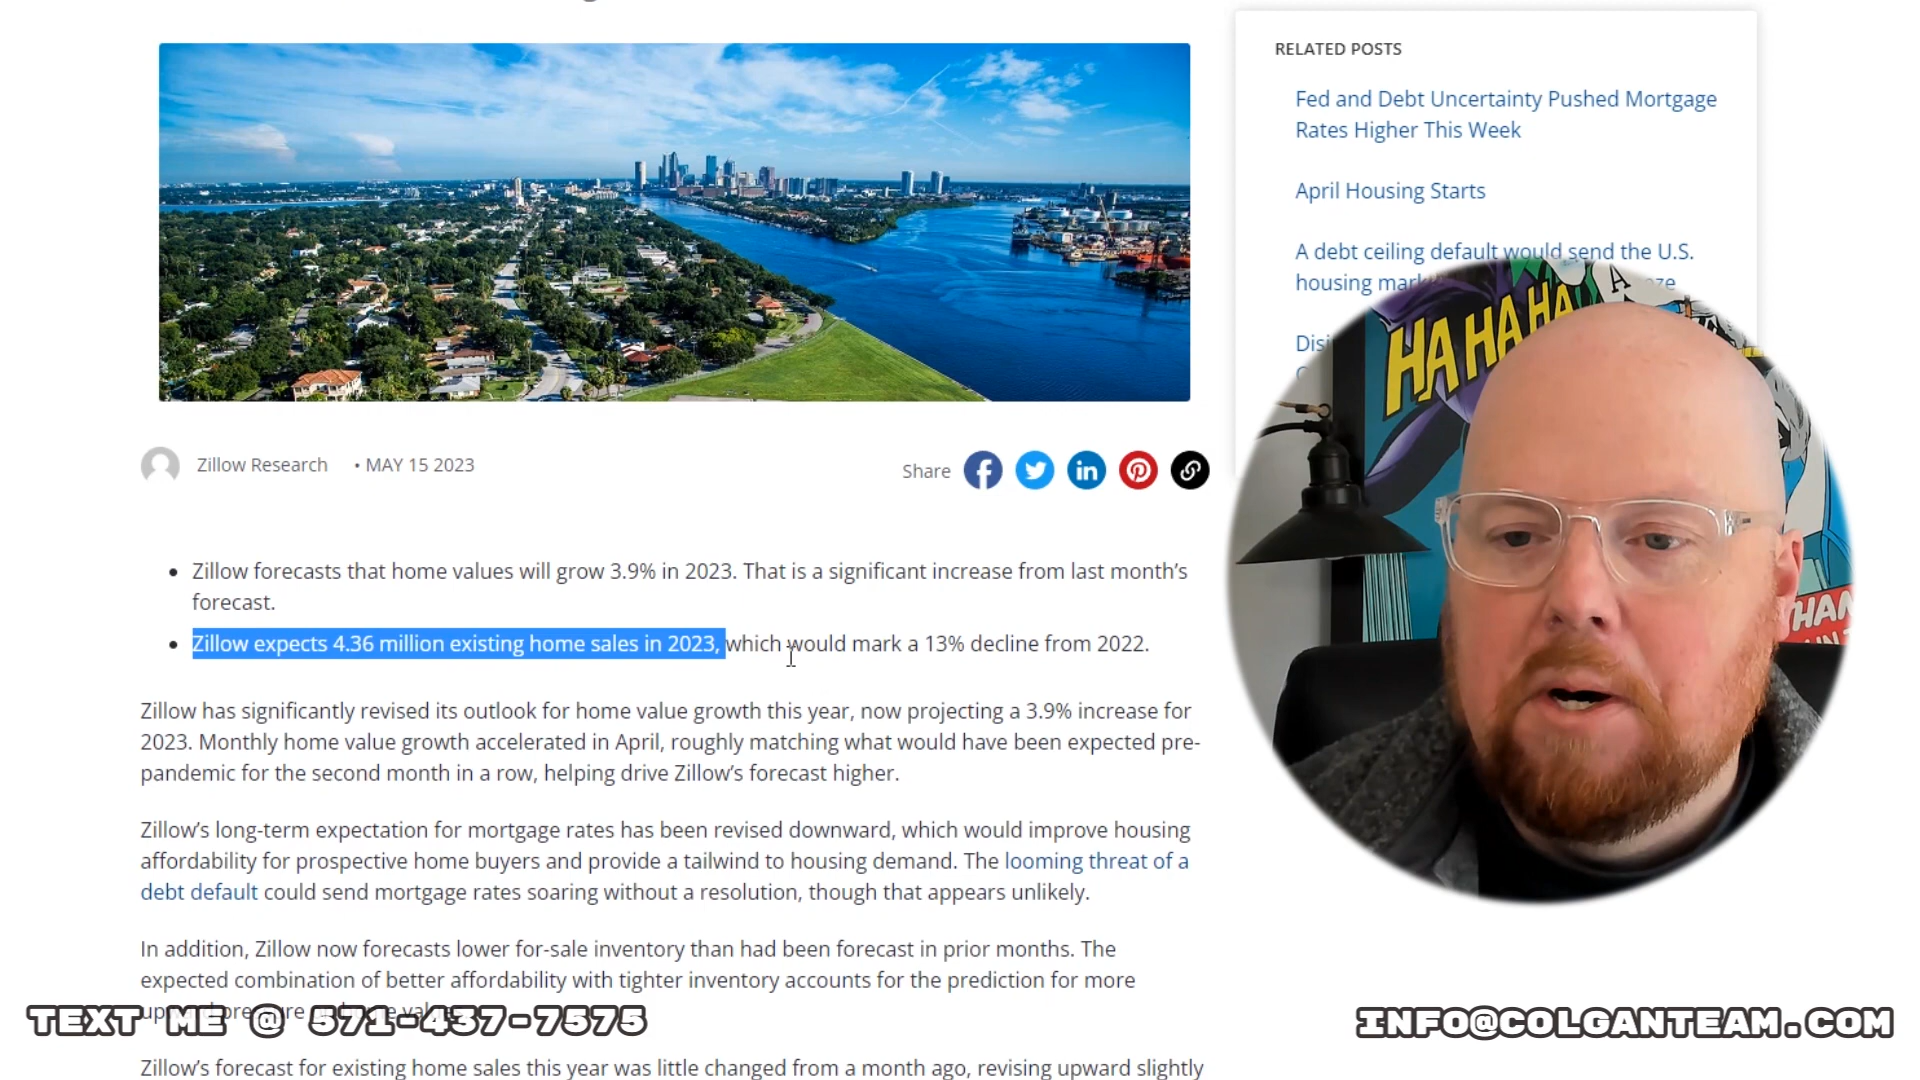 RELATED POSTS
Fed and Debt Uncertainty Pushed Mortgage
Rates Higher This Week
April Housing Starts
A debt ceiling default would send the U.S.
housing
HA HA HA
Zillow Research • MAY 15 2023
Share
• Zillow forecasts that home values will grow 3.9% in 2023. That is a significant increase from last month’s
forecast.
• Zillow expects 4.36 million existing home sales in 2023, which would mark a 13% decline from 2022.
Zillow has significantly revised its outlook for home value growth this year, now projecting a 3.9% increase for
2023. Monthly home value growth accelerated in April, roughly matching what would have been expected pre-
pandemic for the second month in a row, helping drive Zillow’s forecast higher.
Zillow’s long-term expectation for mortgage rates has been revised downward, which would improve housing
affordability for prospective home buyers and provide a tailwind to housing demand. The looming threat of a
debt default could send mortgage rates soaring without a resolution, though that appears unlikely.
In addition, Zillow now forecasts lower for-sale inventory than had been forecast in prior months. The
expected combination of better affordability with tighter inventory accounts for the prediction for more
TEXT ME @ 571-437-7575
INFO@COLGANTEAM.COM
Zillow’s forecast for existing home sales this year was little changed from a month ago, revising upward slightly